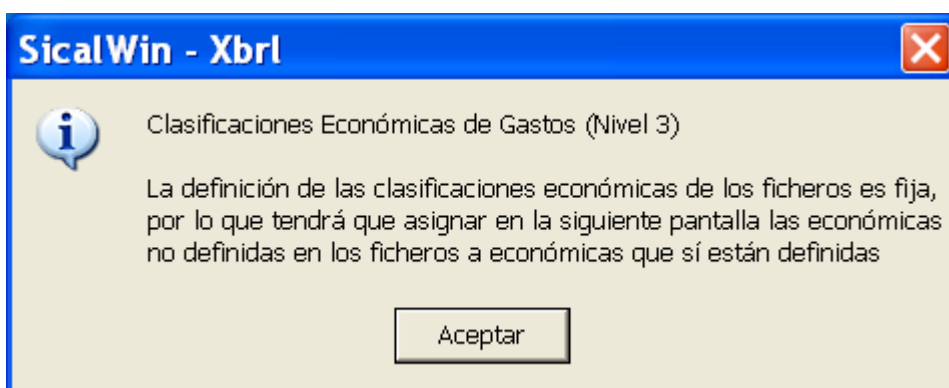 SicalWin - Xbrl
Clasificaciones Económicas de Gastos (Nivel 3)
La definición de las clasificaciones económicas de los ficheros es fija,
por lo que tendrá que asignar en la siguiente pantalla las económicas
no definidas en los ficheros a económicas que sí están definidas
Aceptar